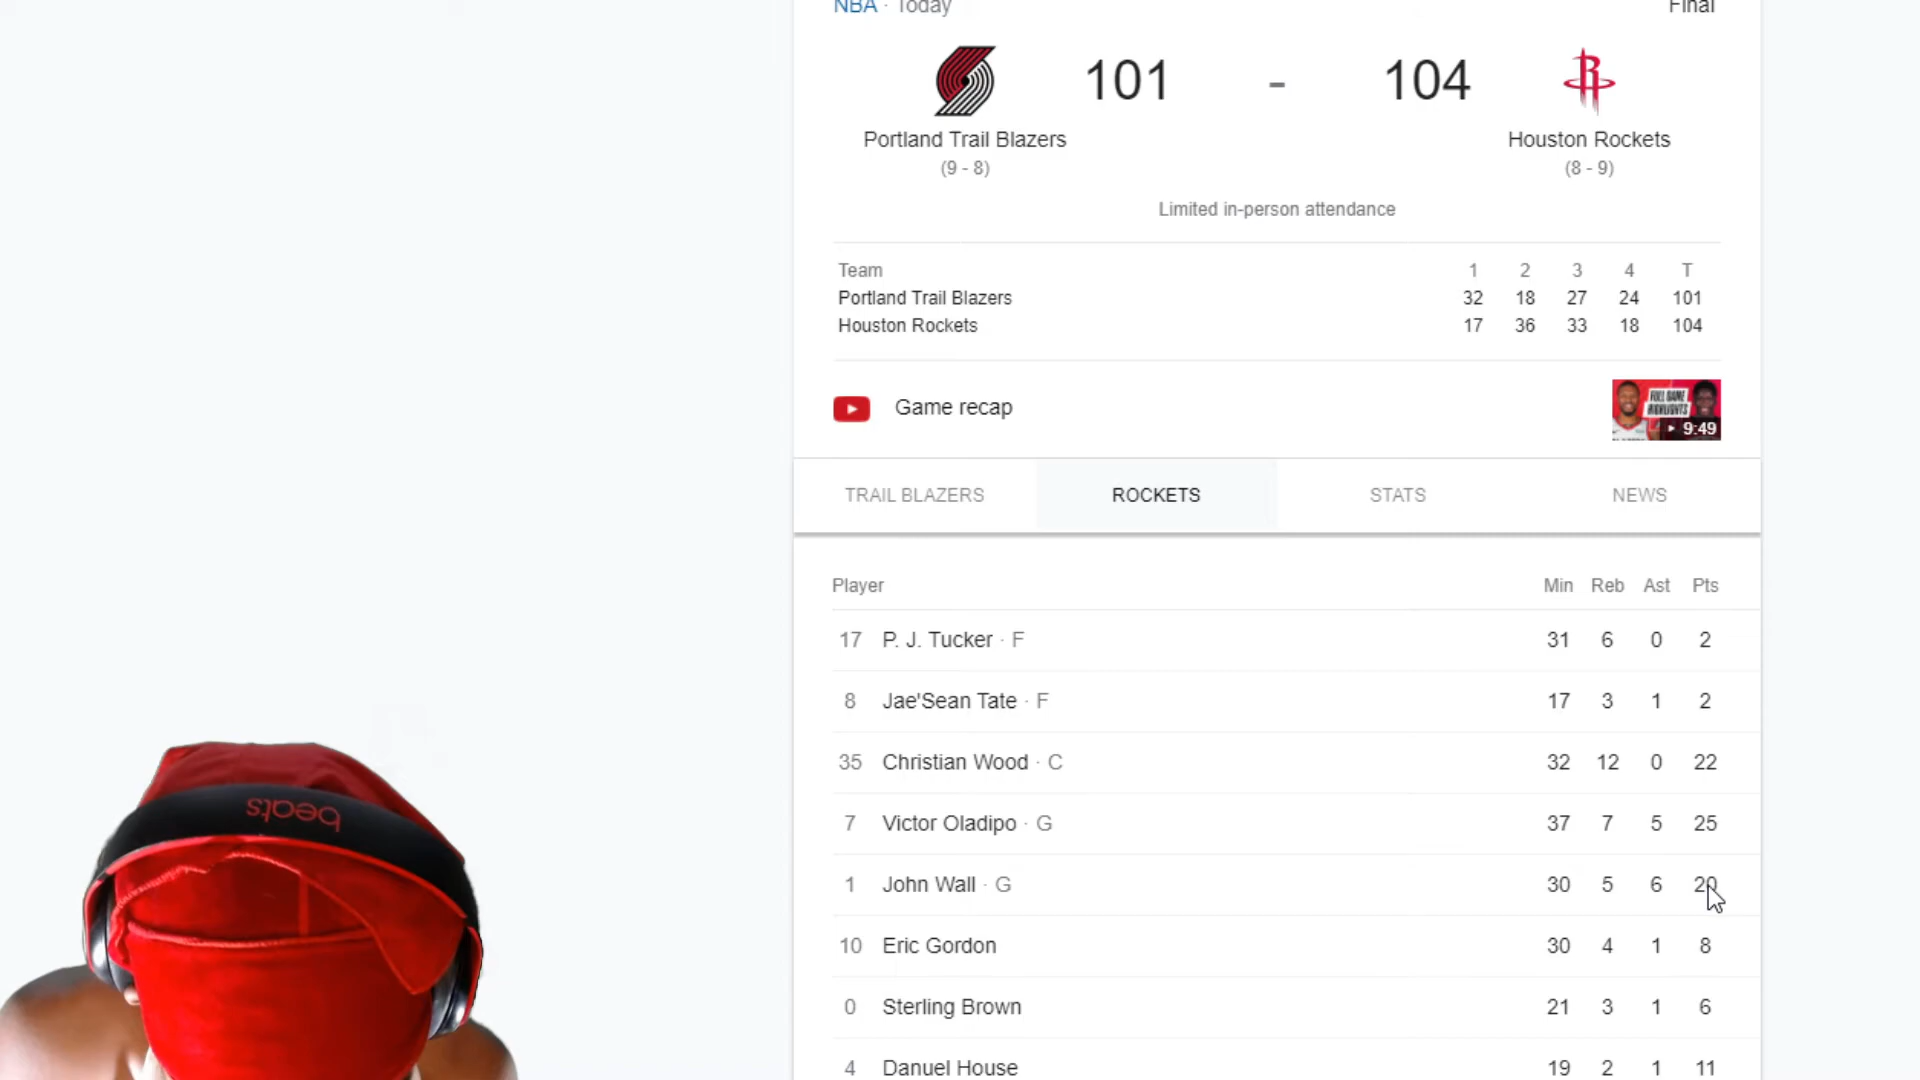 NBA · Today Final
101 - 104
Portland Trail Blazers Houston Rockets
(9 - 8) (8 - 9)
Limited in-person attendance
Team 1 2 3 4 T
Portland Trail Blazers 32 18 27 24 101
Houston Rockets 17 36 33 18 104
Game recap
FULL GAME
HIGHLIGHTS
9:49
TRAIL BLAZERS ROCKETS STATS NEWS
Player Min Reb Ast Pts
17 P. J. Tucker · F 31 6 0 2
8 Jae'Sean Tate · F 17 3 1 2
35 Christian Wood · C 32 12 0 22
7 Victor Oladipo · G 37 7 5 25
1 John Wall · G 30 5 6 20
10 Eric Gordon 30 4 1 8
0 Sterling Brown 21 3 1 6
4 Danuel House 19 2 1 11
beats